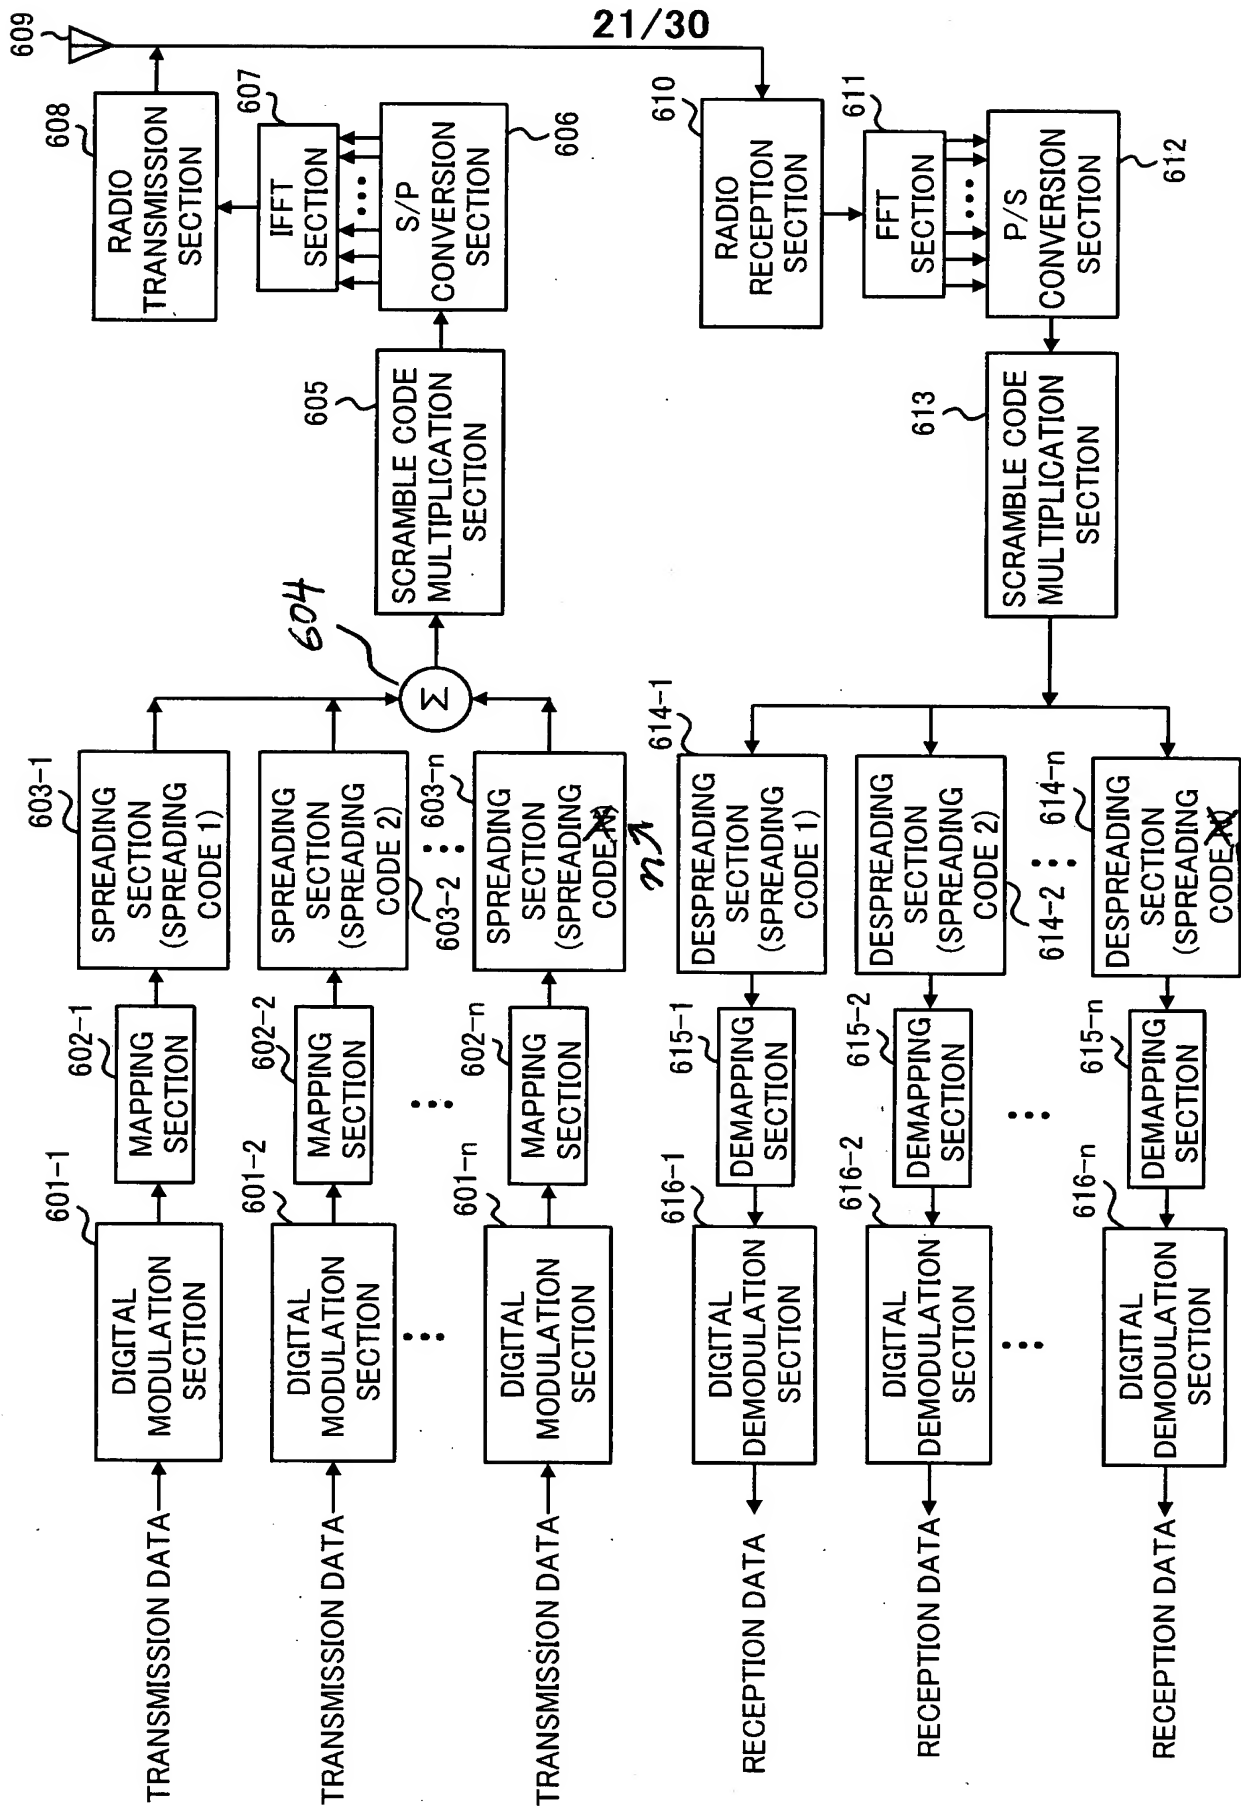 21/30
609
608
RADIO
TRANSMISSION
SECTION
607
IFFT
SECTION
606
S/P
CONVERSION
SECTION
605
SCRAMBLE CODE
MULTIPLICATION
SECTION
604
Σ
603-1
SPREADING
SECTION
(SPREADING
CODE 1)
603-2
SPREADING
SECTION
(SPREADING
CODE 2)
603-n
SPREADING
SECTION
(SPREADING
CODE
n
602-1
MAPPING
SECTION
602-2
MAPPING
SECTION
602-n
MAPPING
SECTION
601-1
DIGITAL
MODULATION
SECTION
601-2
DIGITAL
MODULATION
SECTION
601-n
DIGITAL
MODULATION
SECTION
TRANSMISSION DATA
TRANSMISSION DATA
TRANSMISSION DATA
610
RADIO
RECEPTION
SECTION
611
FFT
SECTION
612
P/S
CONVERSION
SECTION
613
SCRAMBLE CODE
MULTIPLICATION
SECTION
614-1
DESPREADING
SECTION
(SPREADING
CODE 1)
614-2
DESPREADING
SECTION
(SPREADING
CODE 2)
614-n
DESPREADING
SECTION
(SPREADING
CODE
615-1
DEMAPPING
SECTION
615-2
DEMAPPING
SECTION
615-n
DEMAPPING
SECTION
616-1
DIGITAL
DEMODULATION
SECTION
616-2
DIGITAL
DEMODULATION
SECTION
616-n
DIGITAL
DEMODULATION
SECTION
RECEPTION DATA
RECEPTION DATA
RECEPTION DATA